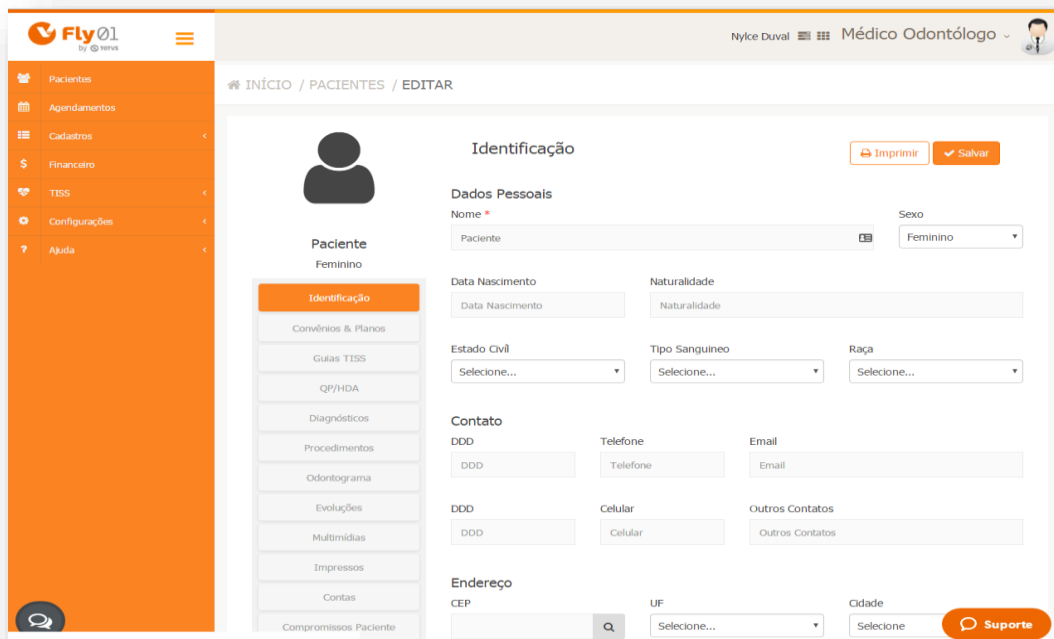 Fly01
by TOTVS
Nylce Duval Médico Odontólogo
Pacientes
Agendamentos
Cadastros
Financeiro
TISS
Configurações
Ajuda
INÍCIO / PACIENTES / EDITAR
Paciente
Feminino
Identificação
Convênios & Planos
Guias TISS
QP/HDA
Diagnósticos
Procedimentos
Odontograma
Evoluções
Multimídias
Impressos
Contas
Compromissos Paciente
Identificação
Imprimir Salvar
Dados Pessoais
Nome * Sexo
Paciente Feminino
Data Nascimento Naturalidade
Data Nascimento Naturalidade
Estado Civíl Tipo Sanguineo Raça
Selecione... Selecione... Selecione...
Contato
DDD Telefone Email
DDD Telefone Email
DDD Celular Outros Contatos
DDD Celular Outros Contatos
Endereço
CEP UF Cidade
Selecione... Selecione
Suporte